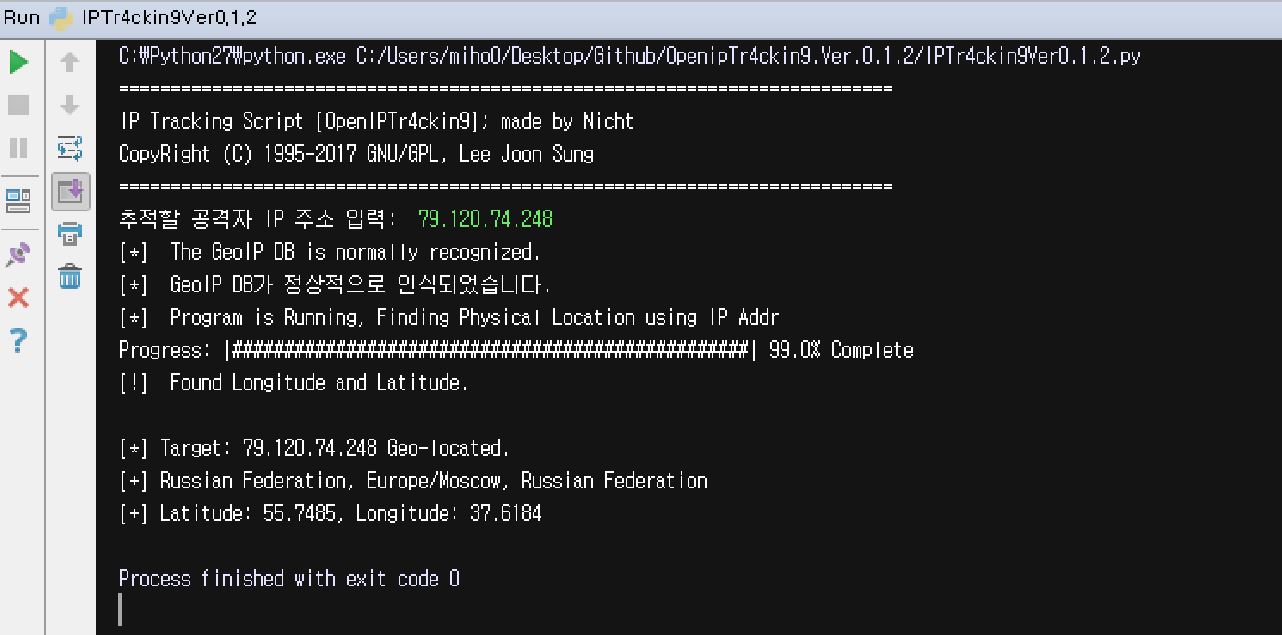 Run IPTr4ckin9Ver0,1,2
C:₩Python27₩python.exe C:/Users/miho0/Desktop/Github/OpenipTr4ckin9.Ver.0.1.2/IPTr4ckin9Ver0.1.2.py
===========================================================================
IP Tracking Script [OpenIPTr4ckin9]; made by Nicht
CopyRight (C) 1995-2017 GNU/GPL, Lee Joon Sung
===========================================================================
추적할 공격자 IP 주소 입력: 79.120.74.248
[*] The GeoIP DB is normally recognized.
[*] GeoIP DB가 정상적으로 인식되었습니다.
[*] Program is Running, Finding Physical Location using IP Addr
Progress: |##################################################| 99.0% Complete
[!] Found Longitude and Latitude.
[*] Target: 79.120.74.248 Geo-located.
[+] Russian Federation, Europe/Moscow, Russian Federation
[+] Latitude: 55.7485, Longitude: 37.6184
Process finished with exit code 0